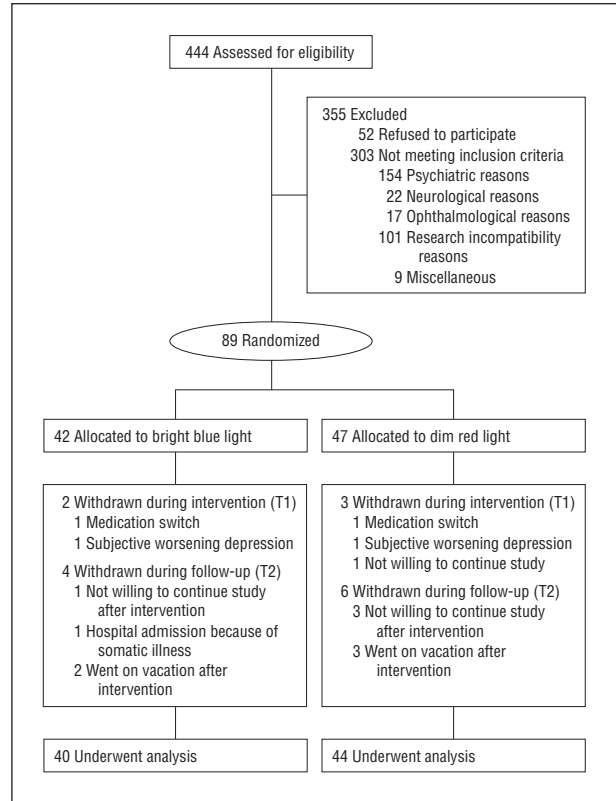 444 Assessed for eligibility
355 Excluded
52 Refused to participate
303 Not meeting inclusion criteria
154 Psychiatric reasons
22 Neurological reasons
17 Ophthalmological reasons
101 Research incompatibility
reasons
9 Miscellaneous
89 Randomized
42 Allocated to bright blue light
47 Allocated to dim red light
2 Withdrawn during intervention (T1)
1 Medication switch
1 Subjective worsening depression
4 Withdrawn during follow-up (T2)
1 Not willing to continue study
after intervention
1 Hospital admission because of
somatic illness
2 Went on vacation after
intervention
3 Withdrawn during intervention (T1)
1 Medication switch
1 Subjective worsening depression
1 Not willing to continue study
6 Withdrawn during follow-up (T2)
3 Not willing to continue study
after intervention
3 Went on vacation after
intervention
40 Underwent analysis
44 Underwent analysis